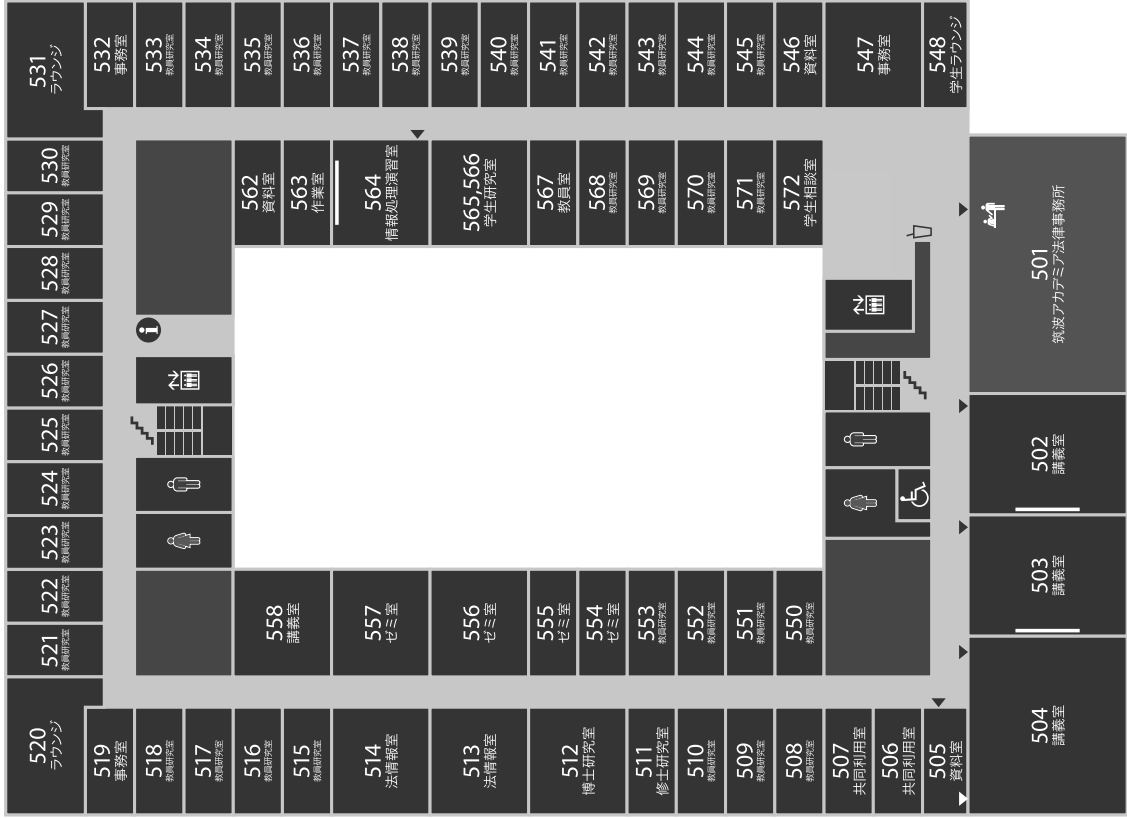 531
ラウンジ
532
事務室
533
教員研究室
534
教員研究室
535
教員研究室
536
教員研究室
537
教員研究室
538
教員研究室
539
教員研究室
540
教員研究室
541
教員研究室
542
教員研究室
543
教員研究室
544
教員研究室
545
教員研究室
546
資料室
547
事務室
548
学生ラウンジ
530
教員研究室
529
教員研究室
528
教員研究室
527
教員研究室
526
教員研究室
525
教員研究室
524
教員研究室
523
教員研究室
522
教員研究室
521
教員研究室
562
資料室
563
作業室
564
情報処理演習室
565,566
学生研究室
567
教員室
568
教員研究室
569
教員研究室
570
教員研究室
571
教員研究室
572
学生相談室
501
筑波アカデミア法律事務所
502
講義室
503
講義室
504
講義室
558
講義室
557
ゼミ室
556
ゼミ室
555
ゼミ室
554
ゼミ室
553
教員研究室
552
教員研究室
551
教員研究室
550
教員研究室
520
ラウンジ
519
事務室
518
教員研究室
517
教員研究室
516
教員研究室
515
教員研究室
514
法情報室
513
法情報室
512
博士研究室
511
修士研究室
510
教員研究室
509
教員研究室
508
教員研究室
507
共同利用室
506
共同利用室
505
資料室